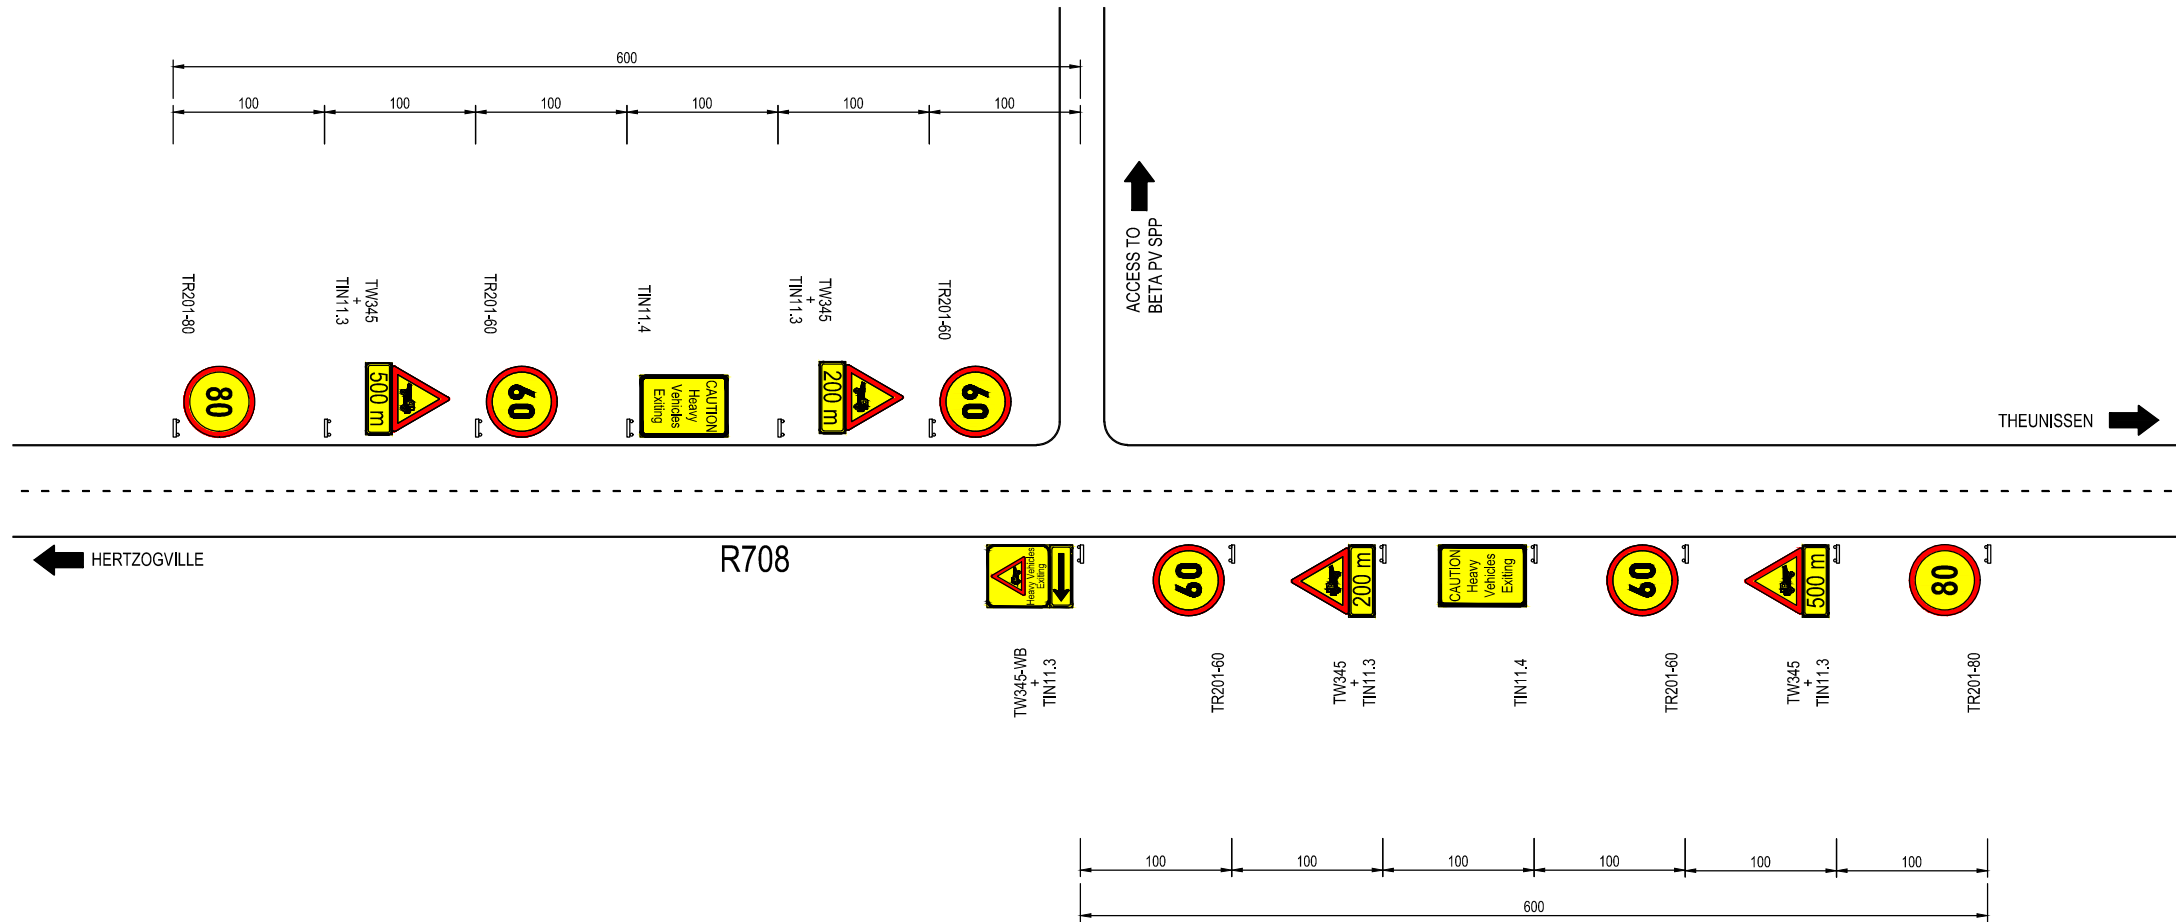 600
100
100
100
100
100
100
TR201-80
TW345
+
TIN11.3
TR201-60
TIN11.4
TW345
+
TIN11.3
TR201-60
ACCESS TO
BETA PV SPP
80
500 m
60
CAUTION
Heavy
Vehicles
Exiting
200 m
60
THEUNISSEN
HERTZOGVILLE
R708
Heavy Vehicles
Exiting
60
200 m
CAUTION
Heavy
Vehicles
Exiting
60
500 m
80
TW345-WB
+
TIN11.3
TR201-60
TW345
+
TIN11.3
TIN11.4
TR201-60
TW345
+
TIN11.3
TR201-80
100
100
100
100
100
100
600